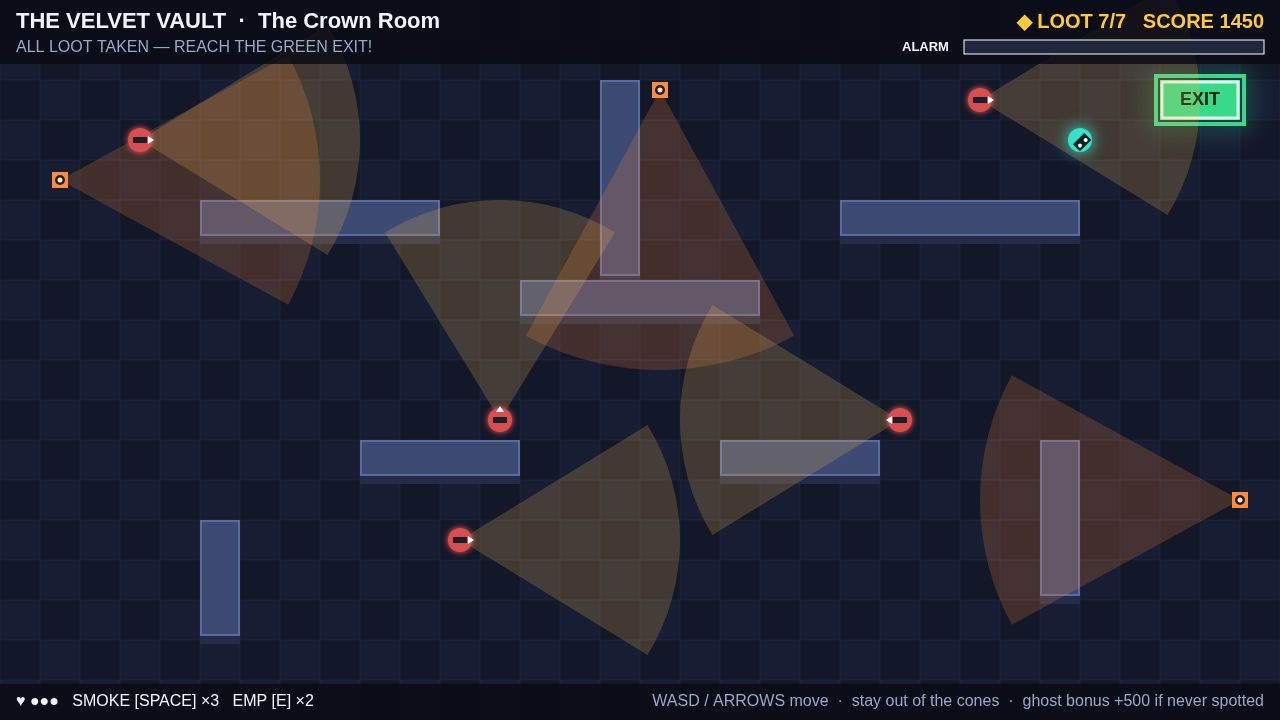 THE VELVET VAULT · The Crown Room
◆ LOOT 7/7 SCORE 1450
ALL LOOT TAKEN — REACH THE GREEN EXIT!
ALARM
EXIT
♥ ●●● SMOKE [SPACE] ×3 EMP [E] ×2
WASD / ARROWS move · stay out of the cones · ghost bonus +500 if never spotted